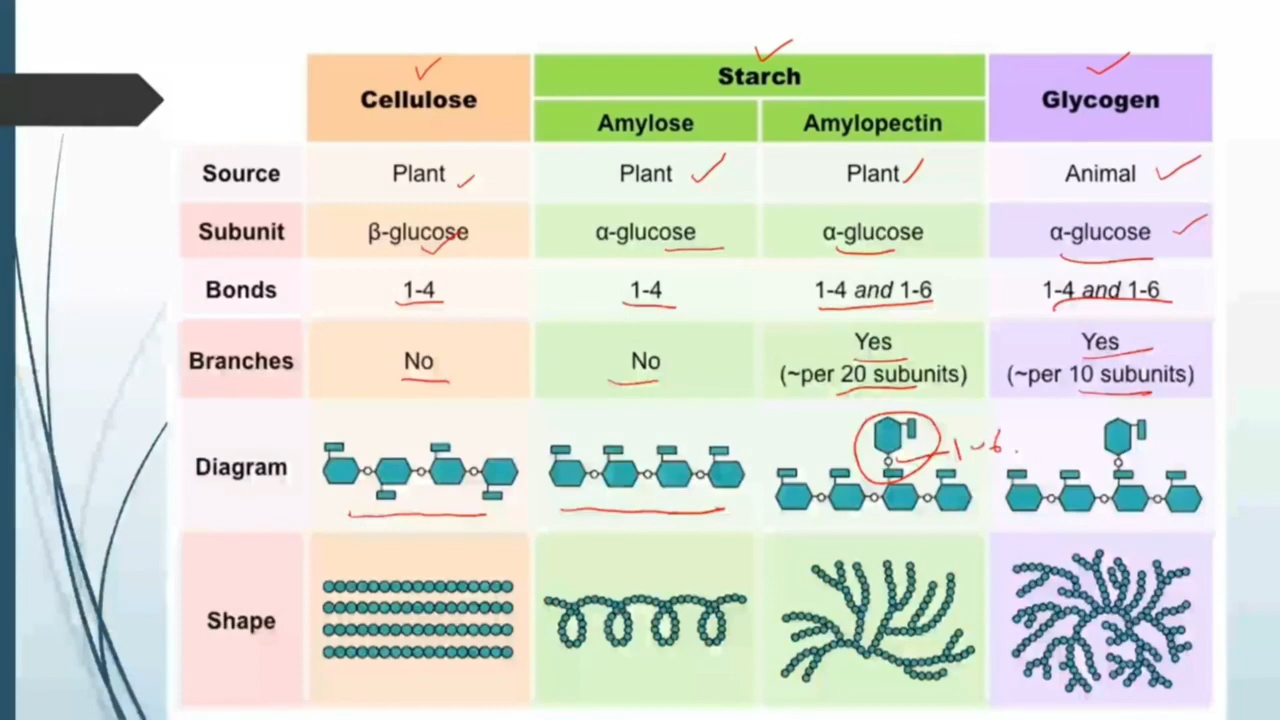 Cellulose
Starch
Glycogen
Amylose
Amylopectin
Source
Plant
Plant
Plant
Animal
Subunit
β-glucose
α-glucose
α-glucose
α-glucose
Bonds
1-4
1-4
1-4 and 1-6
1-4 and 1-6
Branches
No
No
Yes
(~per 20 subunits)
Yes
(~per 10 subunits)
Diagram
1-6.
Shape